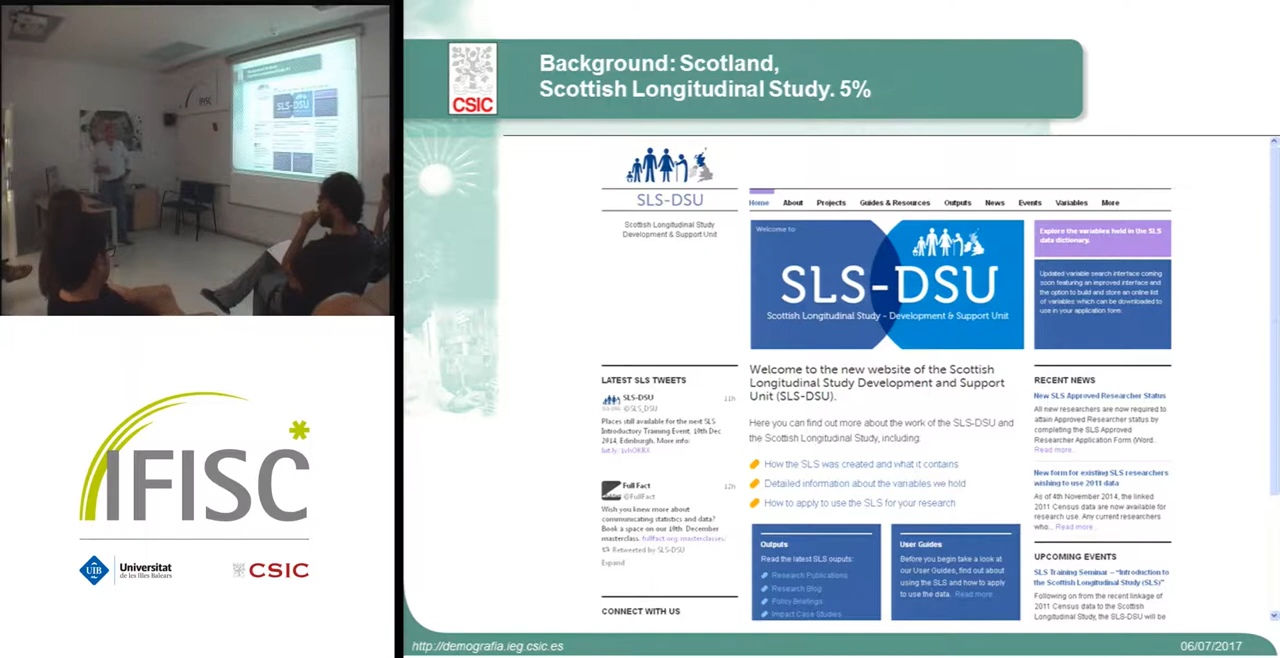 IFISC
SLS-DSU
IFISC
UIB
Universitat
de les Illes Balears
CSIC
CSIC
Background: Scotland,
Scottish Longitudinal Study. 5%
SLS-DSU
Scottish Longitudinal Study
Development & Support Unit
Home About Projects Guides & Resources Outputs News Events Variables More
Welcome to
SLS-DSU
Scottish Longitudinal Study - Development & Support Unit
Explore the variables held in the SLS
data dictionary.
Updated variable search interface coming
soon featuring an improved interface and
the option to build and store an online list
of variables which can be downloaded to
use in your application form.
LATEST SLS TWEETS
SLS-DSU 11h
@SLS_DSU
Places still available for the next SLS
Introductory Training Event, 10th Dec
2014, Edinburgh. More info:
Full Fact 12h
@FullFact
Wish you knew more about
communicating statistics and data?
Book a space on our 10th. December
masterclass. fullfact.org/masterclasses
Retweeted by SLS-DSU
Expand
CONNECT WITH US
Welcome to the new website of the Scottish
Longitudinal Study Development and Support
Unit (SLS-DSU).
Here you can find out more about the work of the SLS-DSU and
the Scottish Longitudinal Study, including:
How the SLS was created and what it contains
Detailed information about the variables we hold
How to apply to use the SLS for your research
Outputs
Read the latest SLS ouputs:
Research Publications
Research Blog
Policy Briefings
Impact Case Studies
User Guides
Before you begin take a look at
our User Guides, find out about
using the SLS and how to apply
to use the data. Read more..
RECENT NEWS
New SLS Approved Researcher Status
All new researchers are now required to
attain Approved Researcher status by
completing the SLS Approved
Researcher Application Form (Word..
Read more..
New form for existing SLS researchers
wishing to use 2011 data
As of 4th November 2014, the linked
2011 Census data are now available for
research use. Any current researchers
who... Read more..
UPCOMING EVENTS
SLS Training Seminar – "Introduction to
the Scottish Longitudinal Study (SLS)"
Following on from the recent linkage of
2011 Census data to the Scottish
Longitudinal Study, the SLS-DSU will be
http://demografia.ieg.csic.es
06/07/2017